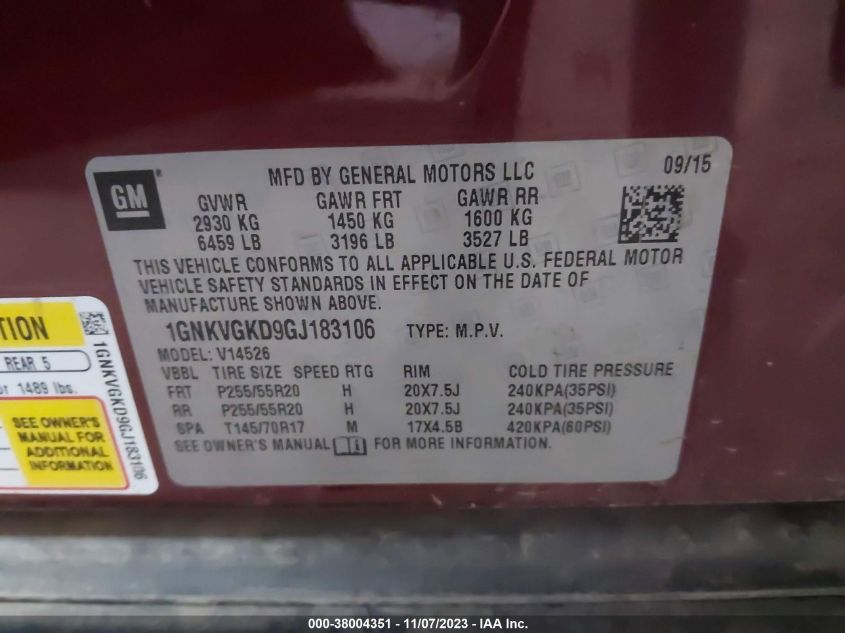 GM
MFD BY GENERAL MOTORS LLC
09/15
GVWR GAWR FRT GAWR RR
2930 KG 1450 KG 1600 KG
6459 LB 3196 LB 3527 LB
THIS VEHICLE CONFORMS TO ALL APPLICABLE U.S. FEDERAL MOTOR
VEHICLE SAFETY STANDARDS IN EFFECT ON THE DATE OF
MANUFACTURE SHOWN ABOVE.
1GNKVGKD9GJ183106 TYPE: M.P.V.
MODEL: V14526
VBBL TIRE SIZE SPEED RTG RIM COLD TIRE PRESSURE
FRT P255/55R20 H 20X7.5J 240KPA(35PSI)
RR P255/55R20 H 20X7.5J 240KPA(35PSI)
SPA T145/70R17 M 17X4.5B 420KPA(60PSI)
SEE OWNER'S MANUAL FOR MORE INFORMATION.
TION
REAR 5
or 1489 lbs.
SEE OWNER'S
MANUAL FOR
ADDITIONAL
INFORMATION
1GNKVGKD9GJ183106
000-38004351 - 11/07/2023 - IAA Inc.